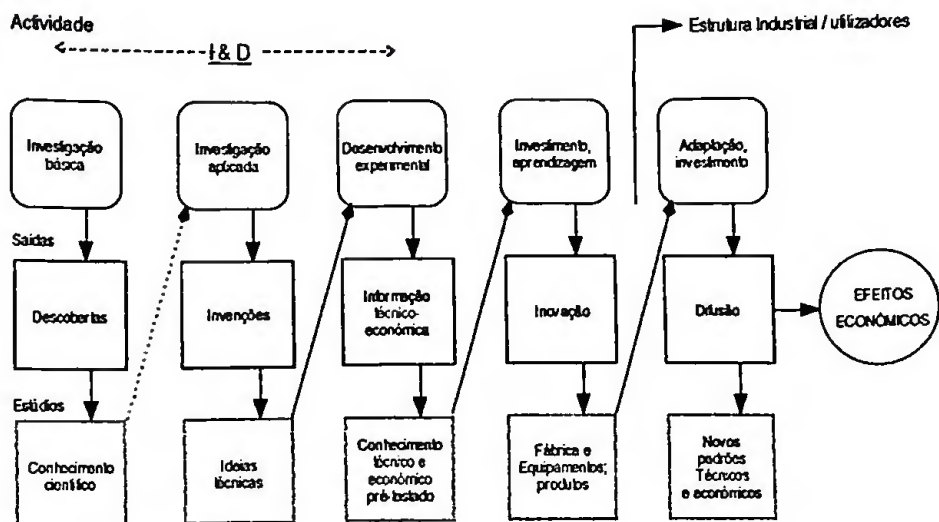 Actividade
I & D
Estrutura Industrial / utilizadores
Investigação
básica
Investigação
aplicada
Desenvolvimento
experimental
Investimento,
aprendizagem
Adaptação,
investimento
Saídas
Descobertas
Invenções
Informação
técnico-
económica
Inovação
Difusão
EFEITOS
ECONÓMICOS
Estúdios
Conhecimento
científico
Ideias
técnicas
Conhecimento
técnico e
económico
pré-testado
Fábrica e
Equipamentos;
produtos
Novos
padrões
Técnicos
e económicos